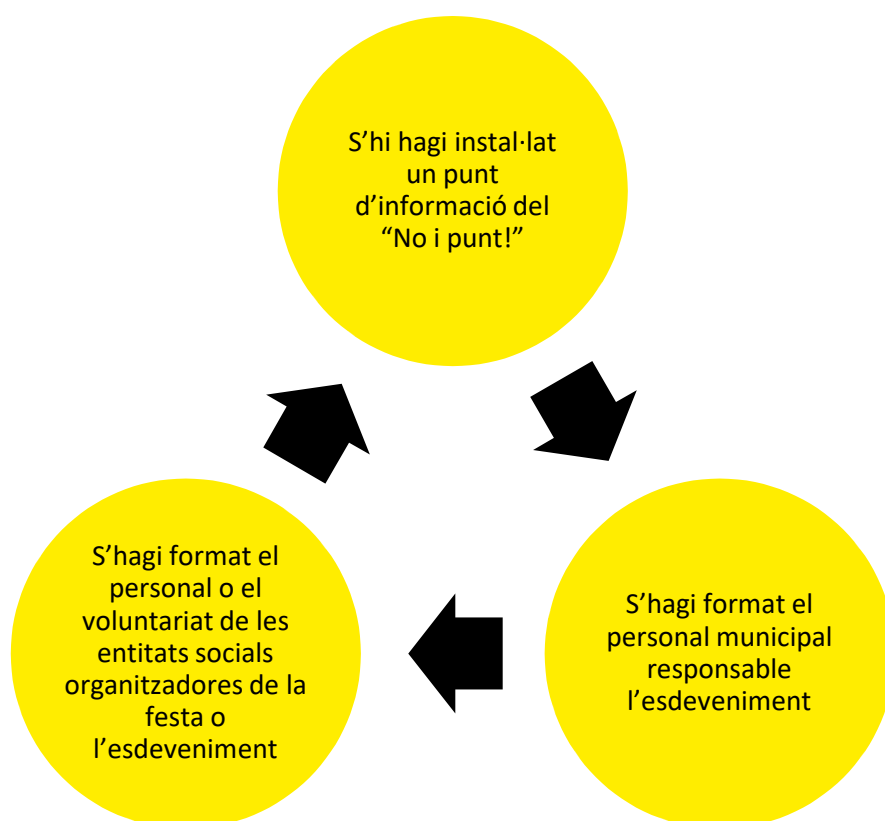 S’hi hagi instal·lat
un punt
d’informació del
“No i punt!”
S’hagi format el
personal municipal
responsable
l’esdeveniment
S’hagi format el
personal o el
voluntariat de les
entitats socials
organitzadores de la
festa o
l’esdeveniment